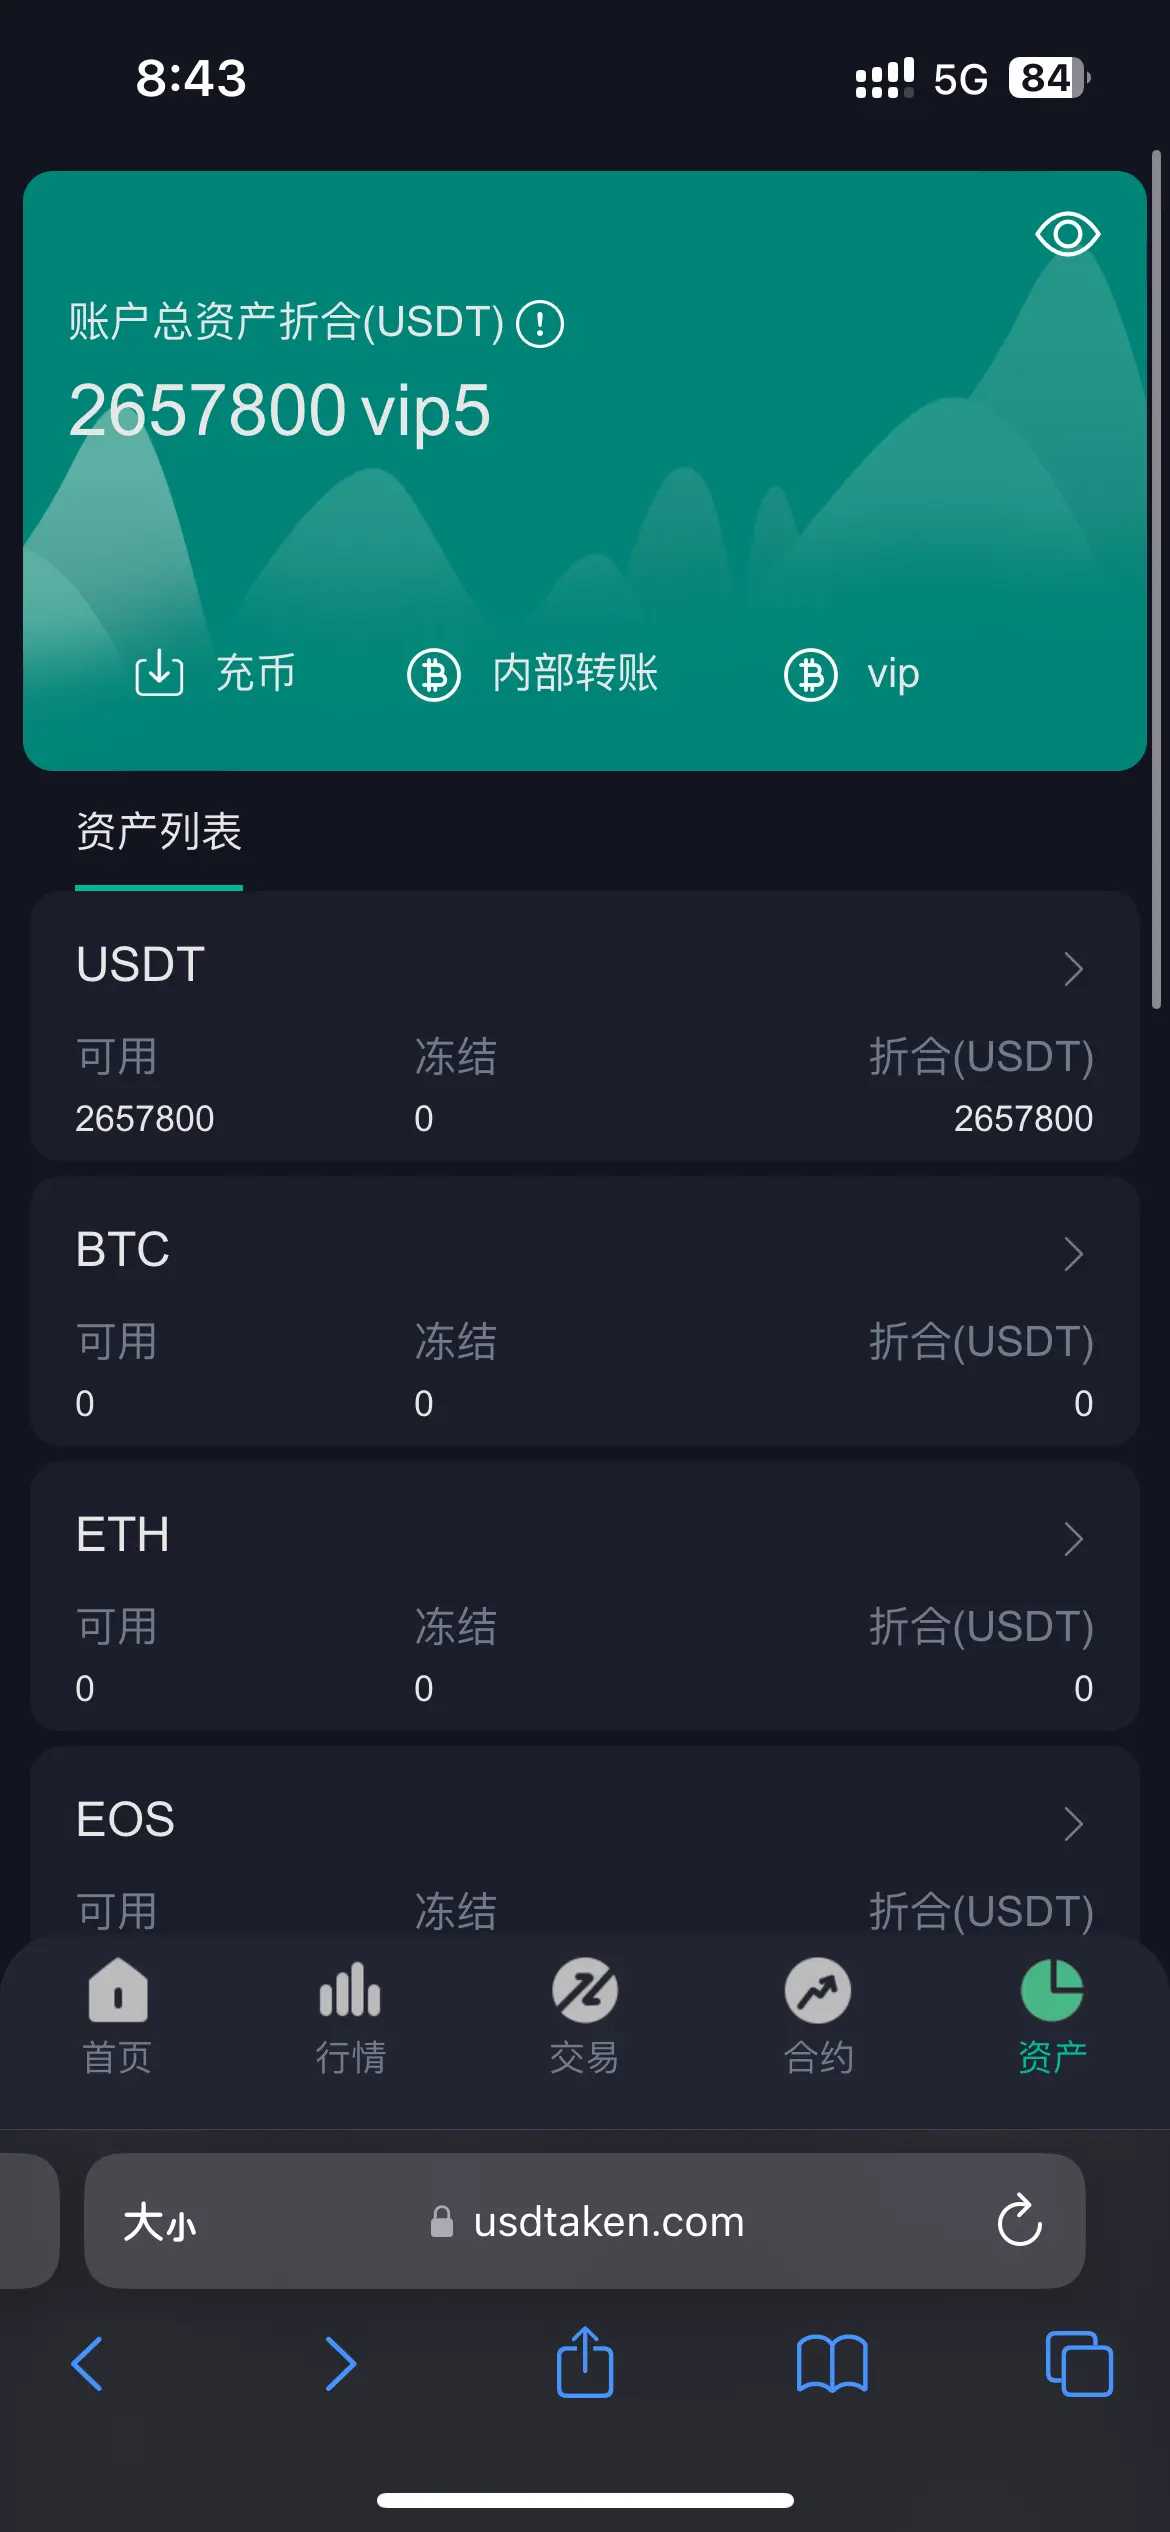 8:43 5G 84
账户总资产折合(USDT)
2657800 vip5
充币 内部转账 vip
资产列表
USDT
可用 冻结 折合(USDT)
2657800 0 2657800
BTC
可用 冻结 折合(USDT)
0 0 0
ETH
可用 冻结 折合(USDT)
0 0 0
EOS
可用 冻结 折合(USDT)
首页 行情 交易 合约 资产
大小 usdtaken.com